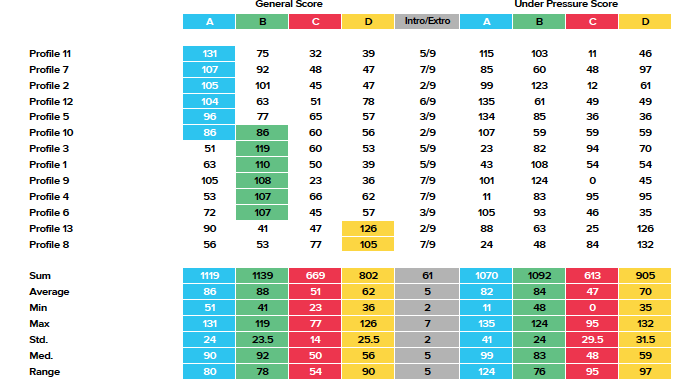 General Score Under Pressure Score
A B C D Intro/Extro A B C D
Profile 11 131 75 32 39 5/9 115 103 11 46
Profile 7 107 92 48 47 7/9 85 60 48 97
Profile 2 105 101 45 47 2/9 99 123 12 61
Profile 12 104 63 51 78 6/9 135 61 49 49
Profile 5 96 77 65 57 3/9 134 85 36 36
Profile 10 86 86 60 56 2/9 107 59 59 59
Profile 3 51 119 60 53 5/9 23 82 94 70
Profile 1 63 110 50 39 5/9 43 108 54 54
Profile 9 105 108 23 36 7/9 101 124 0 45
Profile 4 53 107 66 62 7/9 11 83 95 95
Profile 6 72 107 45 57 3/9 105 93 46 35
Profile 13 90 41 47 126 2/9 88 63 25 126
Profile 8 56 53 77 105 7/9 24 48 84 132
Sum 1119 1139 669 802 61 1070 1092 613 905
Average 86 88 51 62 5 82 84 47 70
Min 51 41 23 36 2 11 48 0 35
Max 131 119 77 126 7 135 124 95 132
Std. 24 23.5 14 25.5 2 41 24 29.5 31.5
Med. 90 92 50 56 5 99 83 48 59
Range 80 78 54 90 5 124 76 95 97